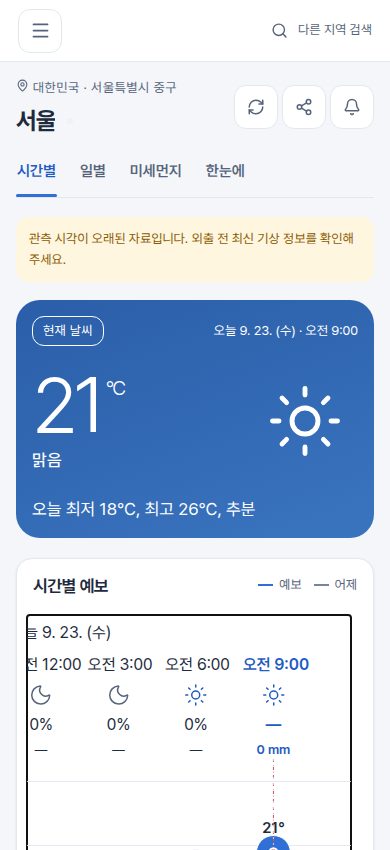 다른 지역 검색
대한민국 · 서울특별시 중구
서울
시간별 일별 미세먼지 한눈에
관측 시각이 오래된 자료입니다. 외출 전 최신 기상 정보를 확인해
주세요.
현재 날씨 오늘 9. 23. (수) · 오전 9:00
21 ℃
맑음
오늘 최저 18°C, 최고 26°C, 추분
시간별 예보 예보 어제
늘 9. 23. (수)
전 12:00 오전 3:00 오전 6:00 오전 9:00
0% 0% 0% —
— — — 0 mm
21°